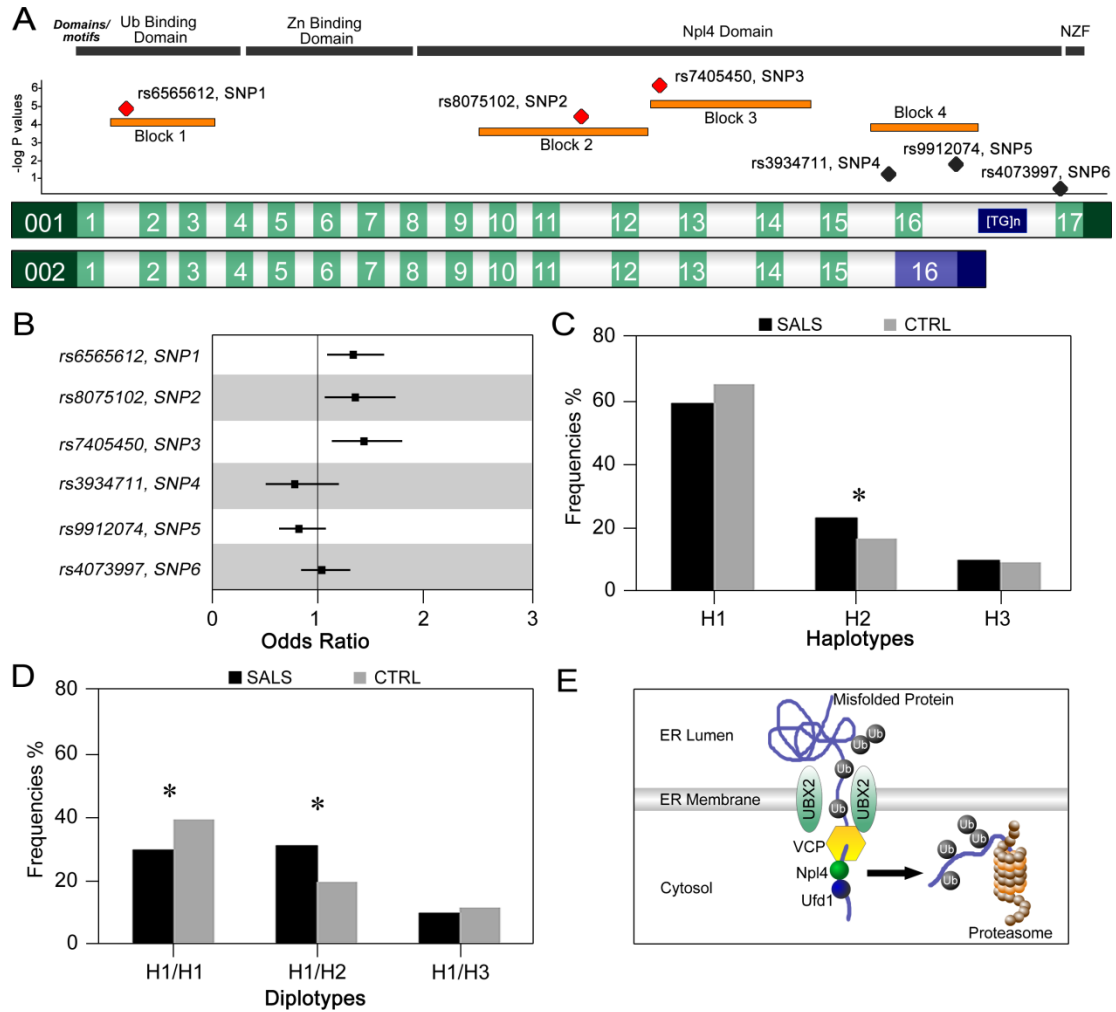 A
Domains/
motifs
Ub Binding
Domain
Zn Binding
Domain
Npl4 Domain
NZF
-log P values
6
5
4
3
2
1
rs6565612, SNP1
Block 1
rs8075102, SNP2
Block 2
rs7405450, SNP3
Block 3
Block 4
rs3934711, SNP4
rs9912074, SNP5
rs4073997, SNP6
001 1 2 3 4 5 6 7 8 9 10 11 12 13 14 15 16 [TG]n 17
002 1 2 3 4 5 6 7 8 9 10 11 12 13 14 15 16
B
rs6565612, SNP1
rs8075102, SNP2
rs7405450, SNP3
rs3934711, SNP4
rs9912074, SNP5
rs4073997, SNP6
0 1 2 3
Odds Ratio
C
SALS CTRL
Frequencies %
80
60
40
20
0
*
H1 H2 H3
Haplotypes
D
SALS CTRL
Frequencies %
80
60
40
20
0
* *
H1/H1 H1/H2 H1/H3
Diplotypes
E
Misfolded Protein
ER Lumen
Ub
Ub
Ub
ER Membrane
UBX2
UBX2
Ub
VCP
Npl4
Cytosol
Ufd1
Ub
Ub
Ub
Ub
Proteasome